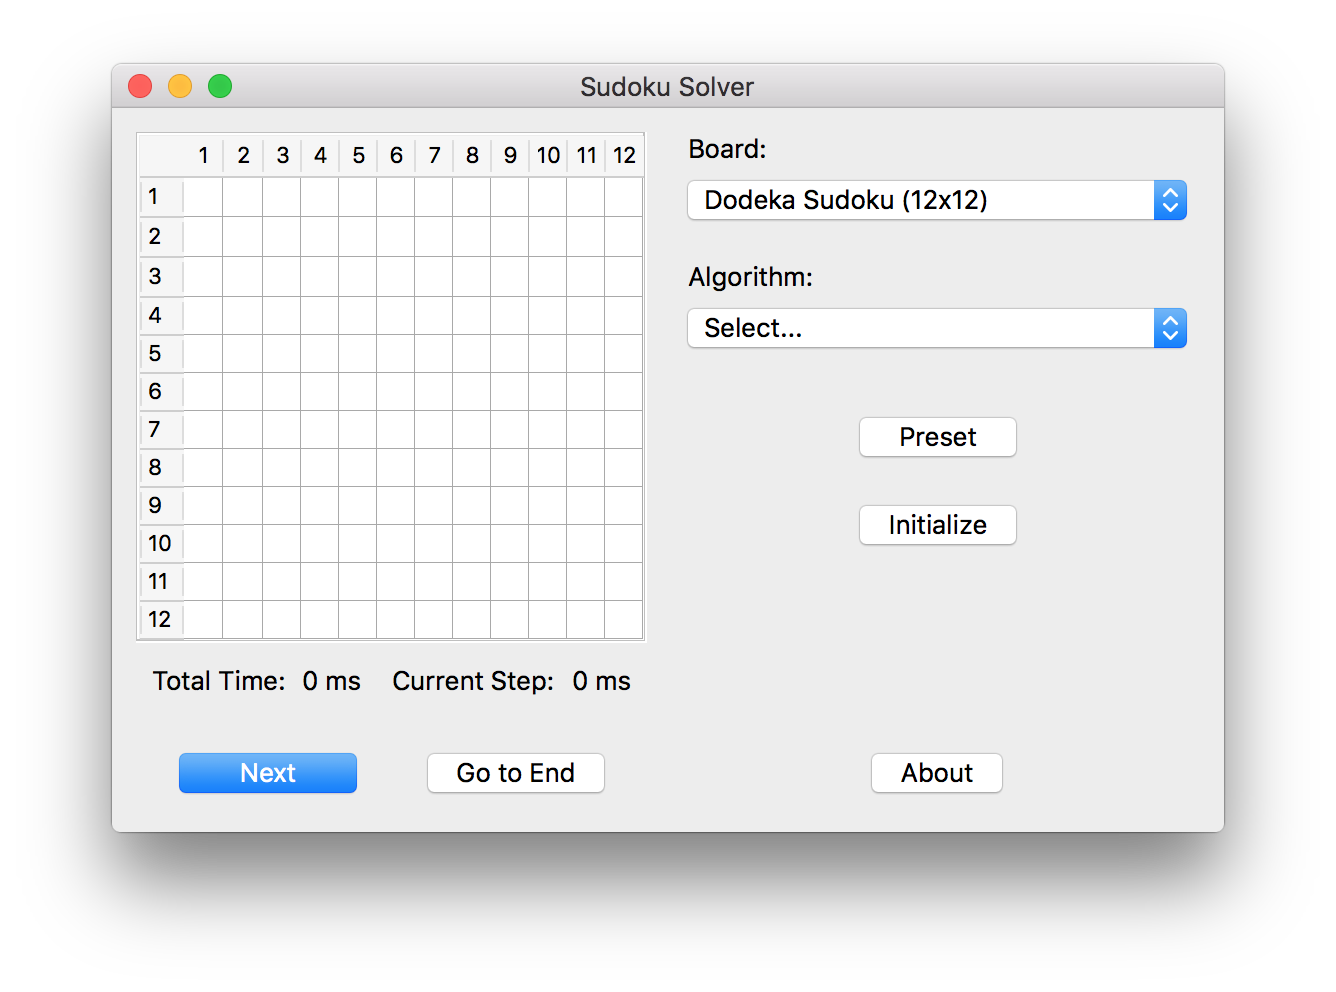 Sudoku Solver
1 2 3 4 5 6 7 8 9 10 11 12
1
2
3
4
5
6
7
8
9
10
11
12
Total Time: 0 ms Current Step: 0 ms
Next
Go to End
Board:
Dodeka Sudoku (12x12)
Algorithm:
Select...
Preset
Initialize
About